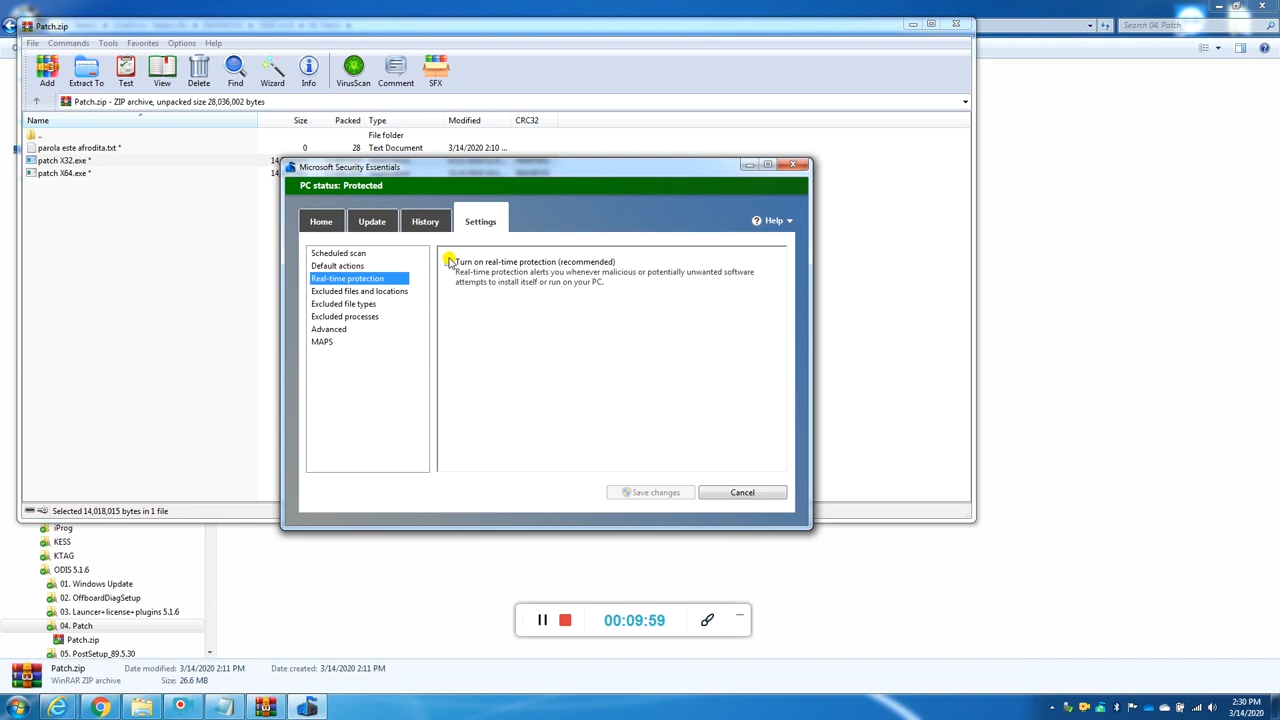 Patch.zip
Search 04. Patch
File Commands Tools Favorites Options Help
Add Extract To Test View Delete Find Wizard Info VirusScan Comment SFX
Patch.zip - ZIP archive, unpacked size 28,036,002 bytes
Name Size Packed Type Modified CRC32
.. File folder
parola este afrodita.txt * 0 28 Text Document 3/14/2020 2:10 ...
patch X32.exe * 14
patch X64.exe * 14
Microsoft Security Essentials
PC status: Protected
Home Update History Settings Help
Scheduled scan
Default actions
Real-time protection
Excluded files and locations
Excluded file types
Excluded processes
Advanced
MAPS
Turn on real-time protection (recommended)
Real-time protection alerts you whenever malicious or potentially unwanted software
attempts to install itself or run on your PC.
Save changes Cancel
Selected 14,018,015 bytes in 1 file
iProg
KESS
KTAG
ODIS 5.1.6
01. Windows Update
02. OffboardDiagSetup
03. Launcer+license+plugins 5.1.6
04. Patch
Patch.zip
05. PostSetup_89.5.30
00:09:59
Patch.zip Date modified: 3/14/2020 2:11 PM Date created: 3/14/2020 2:11 PM
WinRAR ZIP archive Size: 26.6 MB
2:30 PM
3/14/2020